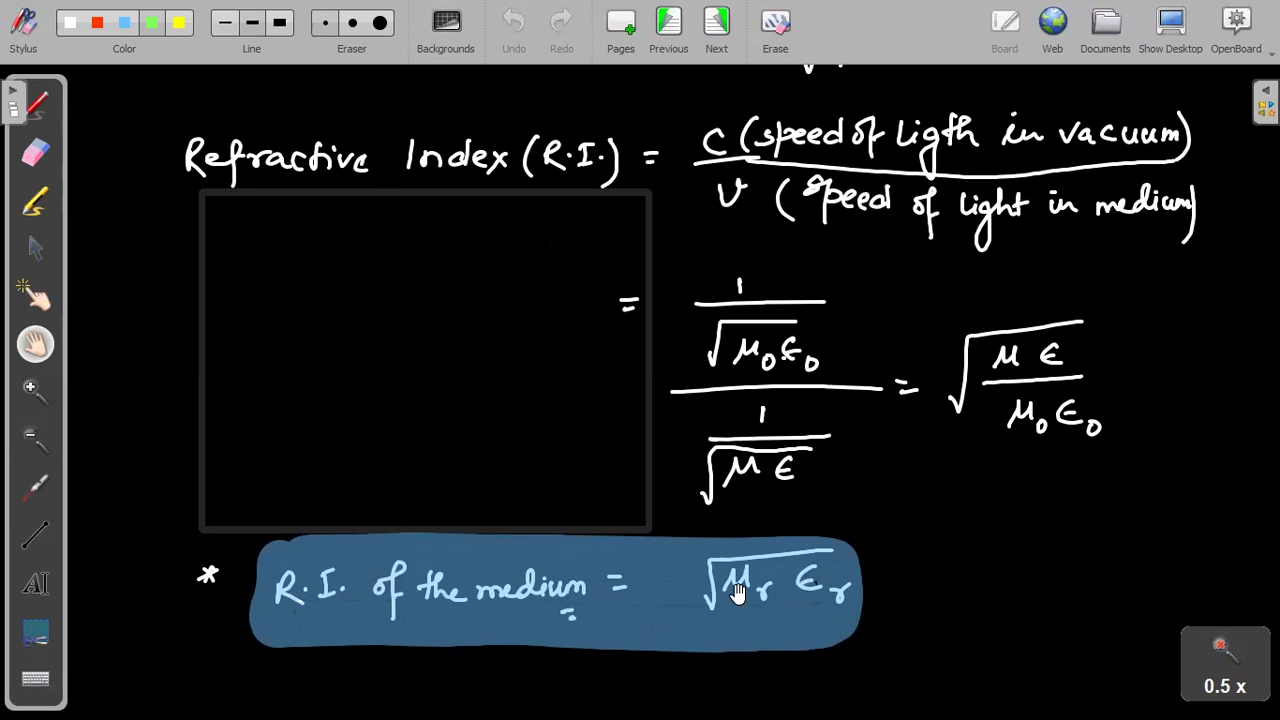 Stylus Color Line Eraser Backgrounds Undo Redo Pages Previous Next Erase Board Web Documents Show Desktop OpenBoard
Refractive Index (R.I.) = c (speed of Ligth in vacuum) / v (speed of light in medium)
= 1/√μ₀ε₀ / 1/√μ ε = √(μ ε / μ₀ε₀)
* R.I. of the medium = √μᵣ εᵣ
AI
0.5 x